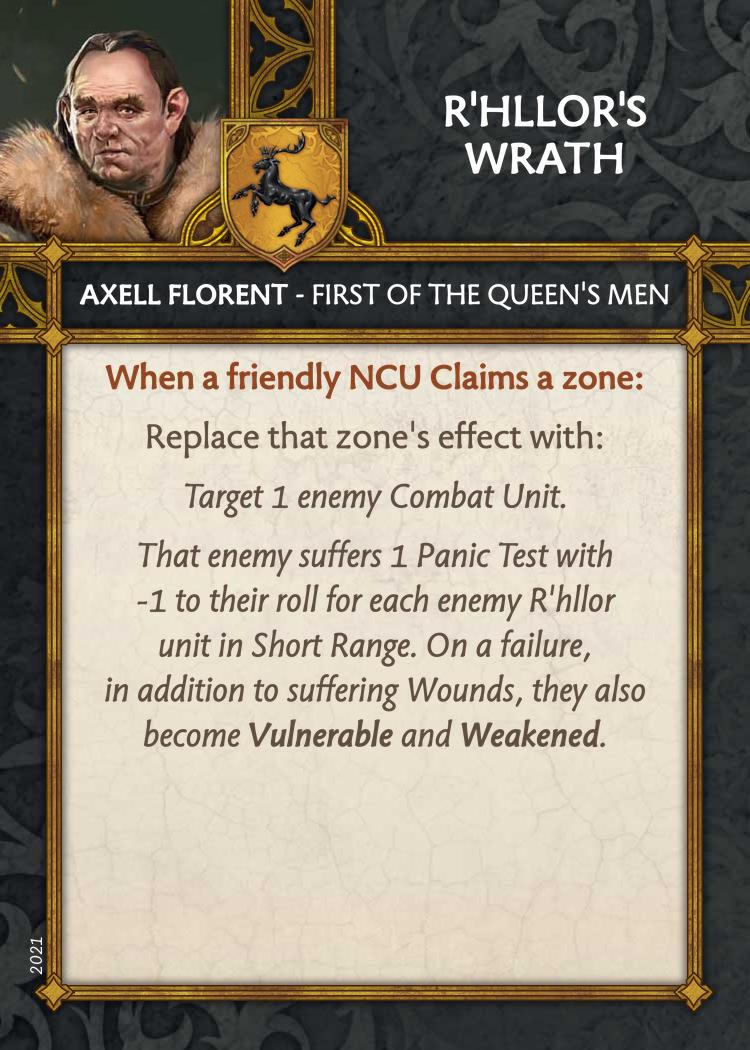 R'HLLOR'S
WRATH
AXELL FLORENT - FIRST OF THE QUEEN'S MEN
When a friendly NCU Claims a zone:
Replace that zone's effect with:
Target 1 enemy Combat Unit.
That enemy suffers 1 Panic Test with
-1 to their roll for each enemy R'hllor
unit in Short Range. On a failure,
in addition to suffering Wounds, they also
become Vulnerable and Weakened.
2021